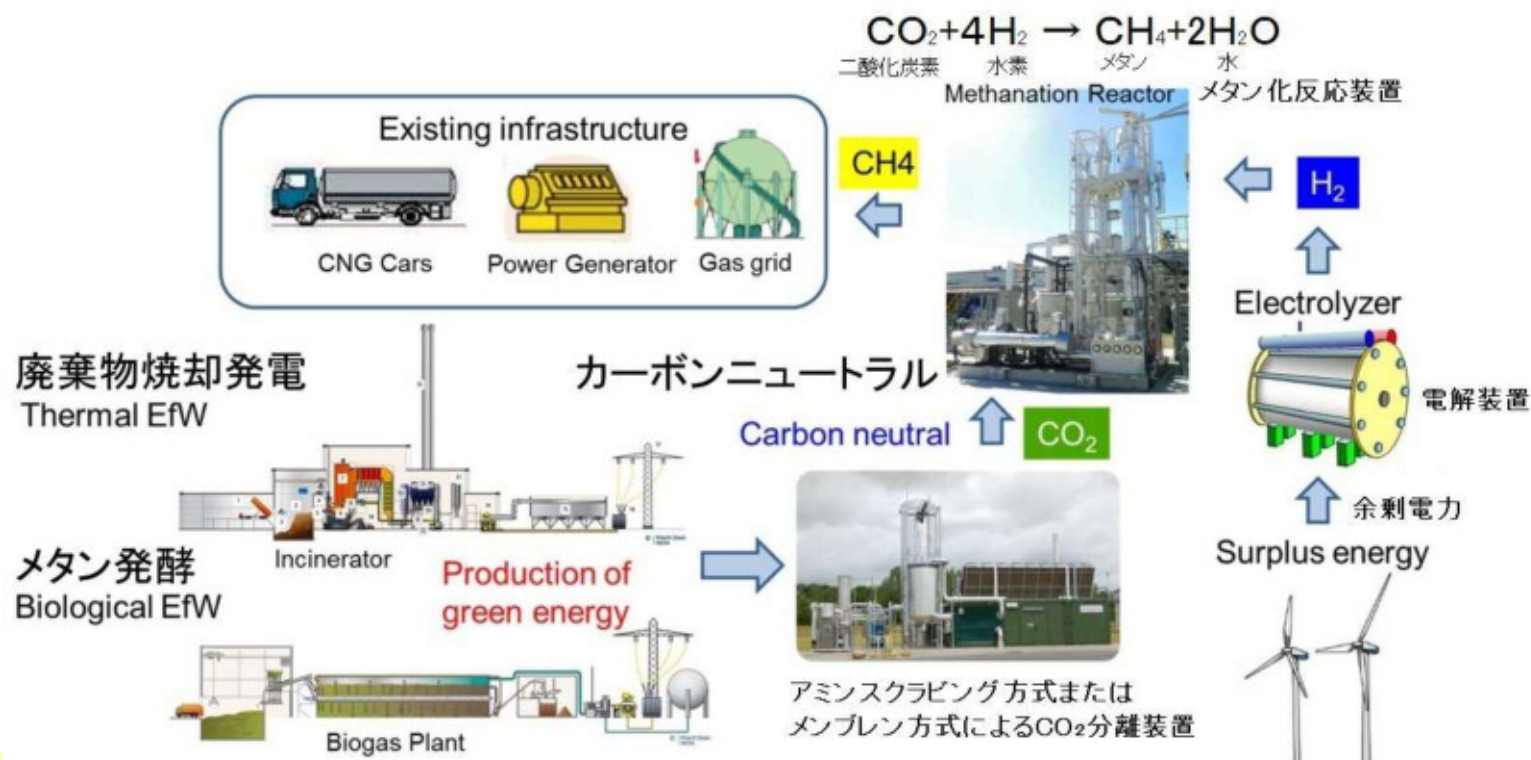 CO₂+4H₂ → CH₄+2H₂O
二酸化炭素 水素 メタン 水
Methanation Reactor メタン化反応装置
Existing infrastructure
CH4
H₂
CNG Cars
Power Generator
Gas grid
Electrolyzer
電解装置
廃棄物焼却発電
Thermal EfW
カーボンニュートラル
Carbon neutral
CO₂
余剰電力
Surplus energy
Incinerator
メタン発酵
Biological EfW
Production of
green energy
Biogas Plant
アミンスクラビング方式または
メンブレン方式によるCO₂分離装置